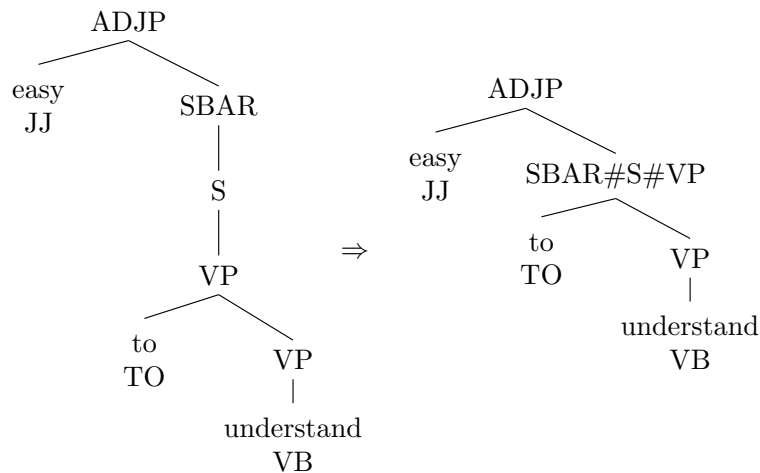 ADJP
easy
JJ
SBAR
S
VP
to
TO
VP
understand
VB
⇒
ADJP
easy
JJ
SBAR#S#VP
to
TO
VP
understand
VB